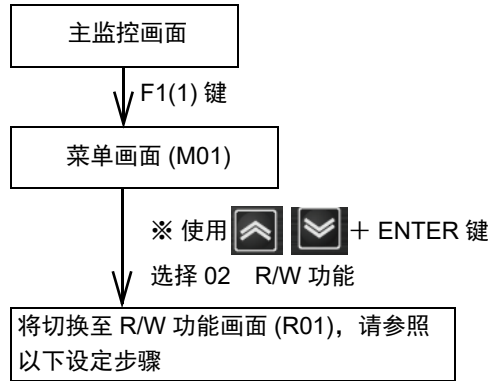 主监控画面
F1(1) 键
菜单画面 (M01)
※ 使用 + ENTER 键
选择 02 R/W 功能
将切换至 R/W 功能画面 (R01)，请参照
以下设定步骤